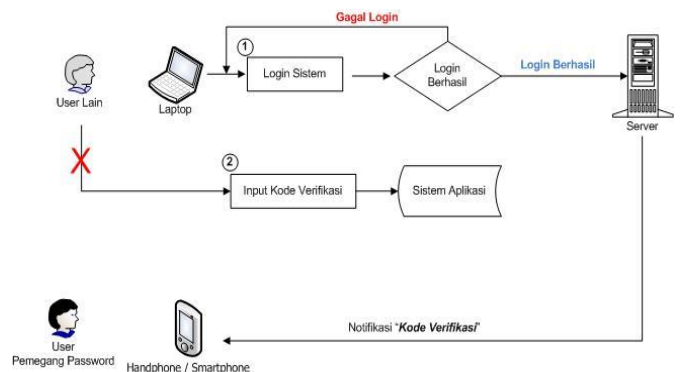 Gagal Login
1
Login Sistem
Login
Berhasil
Login Berhasil
User Lain
Laptop
Server
2
Input Kode Verifikasi
Sistem Aplikasi
Notifikasi "Kode Verifikasi"
User
Pemegang Password
Handphone / Smartphone